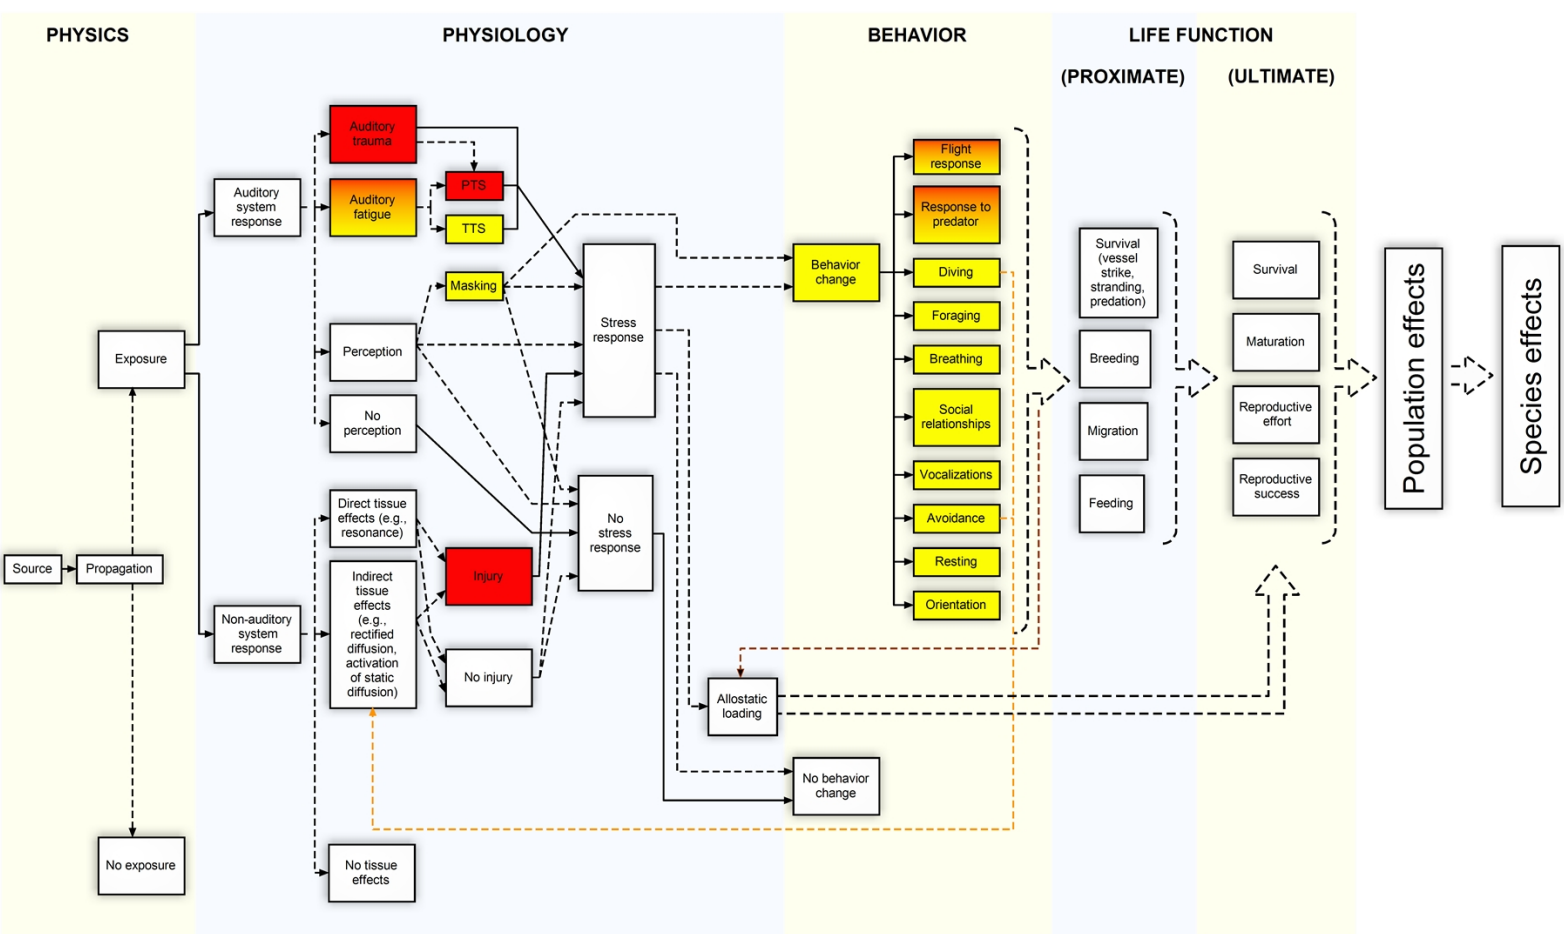 PHYSICS
PHYSIOLOGY
BEHAVIOR
LIFE FUNCTION
(PROXIMATE)
(ULTIMATE)
Source
Propagation
Exposure
No exposure
Auditory
system
response
Non-auditory
system
response
Auditory
trauma
Auditory
fatigue
PTS
TTS
Masking
Perception
No
perception
Direct tissue
effects (e.g.,
resonance)
Indirect
tissue
effects
(e.g.,
rectified
diffusion,
activation
of static
diffusion)
No tissue
effects
Injury
No injury
Stress
response
No
stress
response
Allostatic
loading
Behavior
change
No behavior
change
Flight
response
Response to
predator
Diving
Foraging
Breathing
Social
relationships
Vocalizations
Avoidance
Resting
Orientation
Survival
(vessel
strike,
stranding,
predation)
Breeding
Migration
Feeding
Survival
Maturation
Reproductive
effort
Reproductive
success
Population effects
Species effects